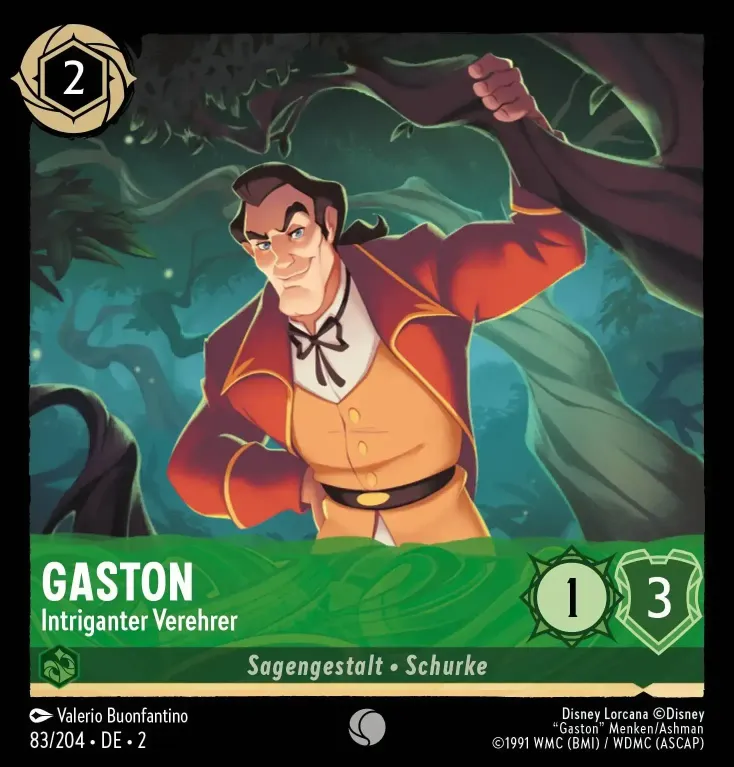 2
GASTON
Intriganter Verehrer
1
3
Sagengestalt • Schurke
Valerio Buonfantino
83/204 • DE • 2
Disney Lorcana ©Disney
"Gaston" Menken/Ashman
©1991 WMC (BMI) / WDMC (ASCAP)